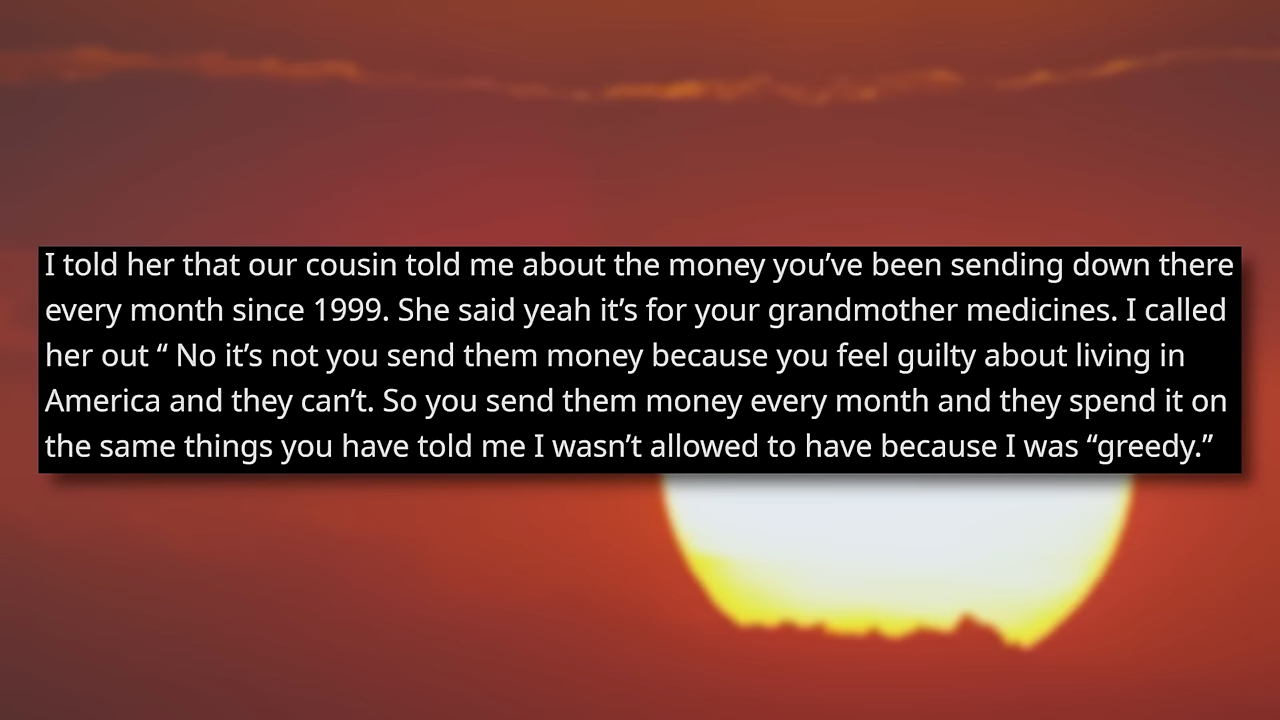 I told her that our cousin told me about the money you’ve been sending down there
every month since 1999. She said yeah it’s for your grandmother medicines. I called
her out “ No it’s not you send them money because you feel guilty about living in
America and they can’t. So you send them money every month and they spend it on
the same things you have told me I wasn’t allowed to have because I was “greedy.”